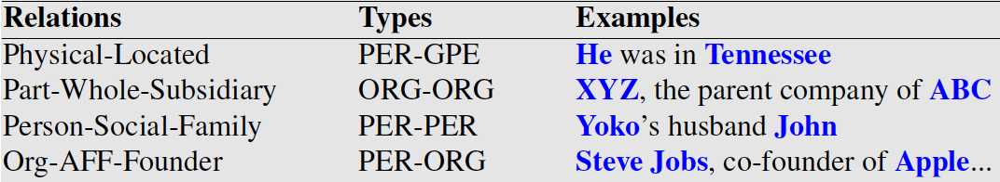 Relations Types Examples
Physical-Located PER-GPE He was in Tennessee
Part-Whole-Subsidiary ORG-ORG XYZ, the parent company of ABC
Person-Social-Family PER-PER Yoko's husband John
Org-AFF-Founder PER-ORG Steve Jobs, co-founder of Apple...